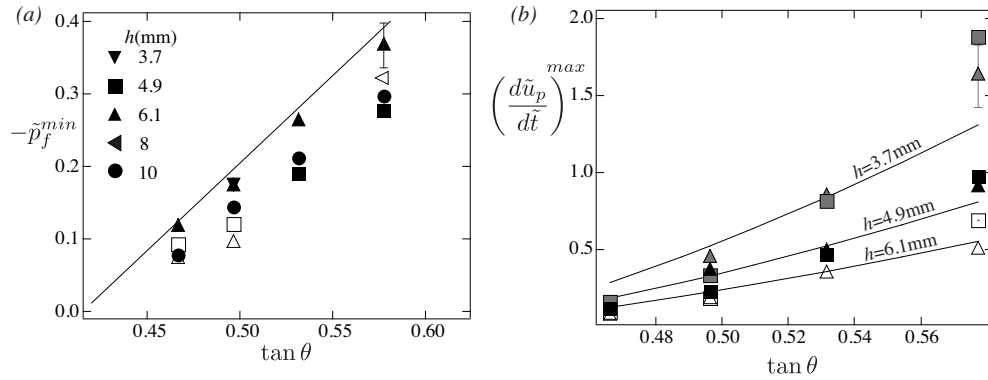 (a)
0.4
0.3
0.2
0.1
0.0
−p̃_f^{min}
h(mm)
3.7
4.9
6.1
8
10
0.45 0.50 0.55 0.60
tan θ
(b)
2.0
1.5
1.0
0.5
(dũ_p/dt̃)^{max}
h=3.7mm
h=4.9mm
h=6.1mm
0.48 0.50 0.52 0.54 0.56
tan θ